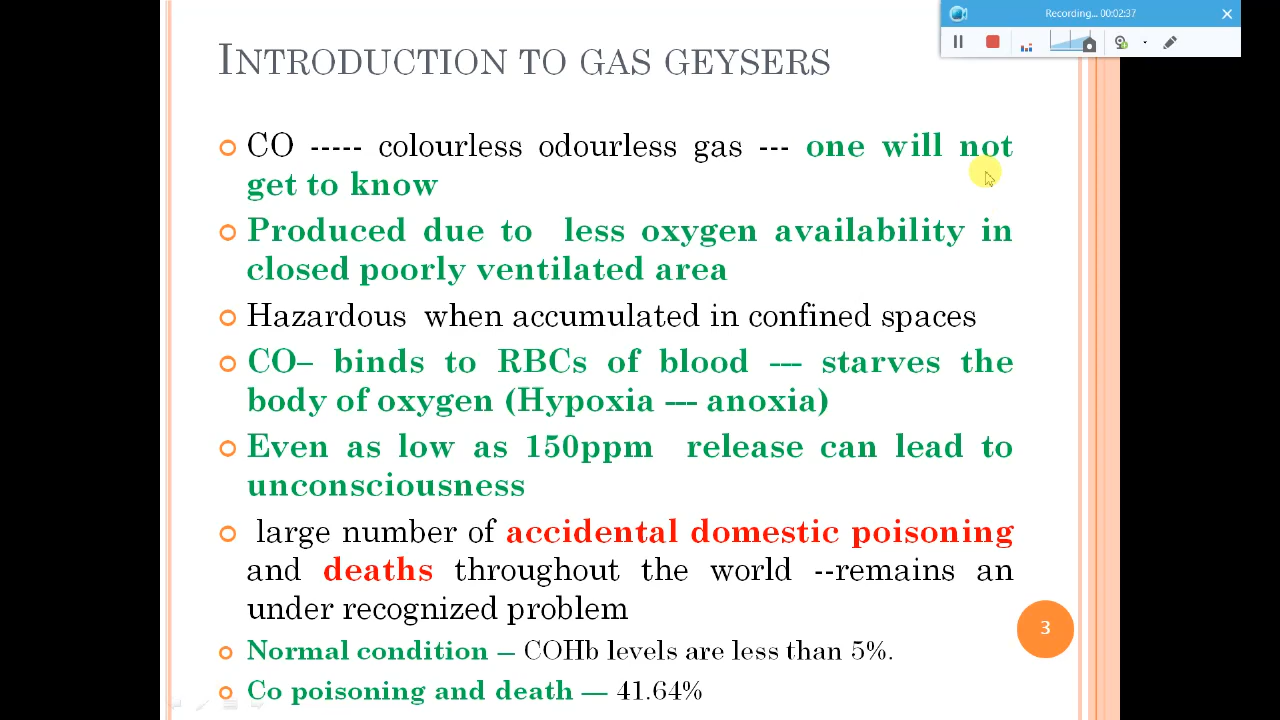 Recording... 00:02:37
INTRODUCTION TO GAS GEYSERS
CO ----- colourless odourless gas --- one will not
get to know
Produced due to less oxygen availability in
closed poorly ventilated area
Hazardous when accumulated in confined spaces
CO– binds to RBCs of blood --- starves the
body of oxygen (Hypoxia --- anoxia)
Even as low as 150ppm release can lead to
unconsciousness
large number of accidental domestic poisoning
and deaths throughout the world --remains an
under recognized problem
3
Normal condition – COHb levels are less than 5%.
Co poisoning and death — 41.64%